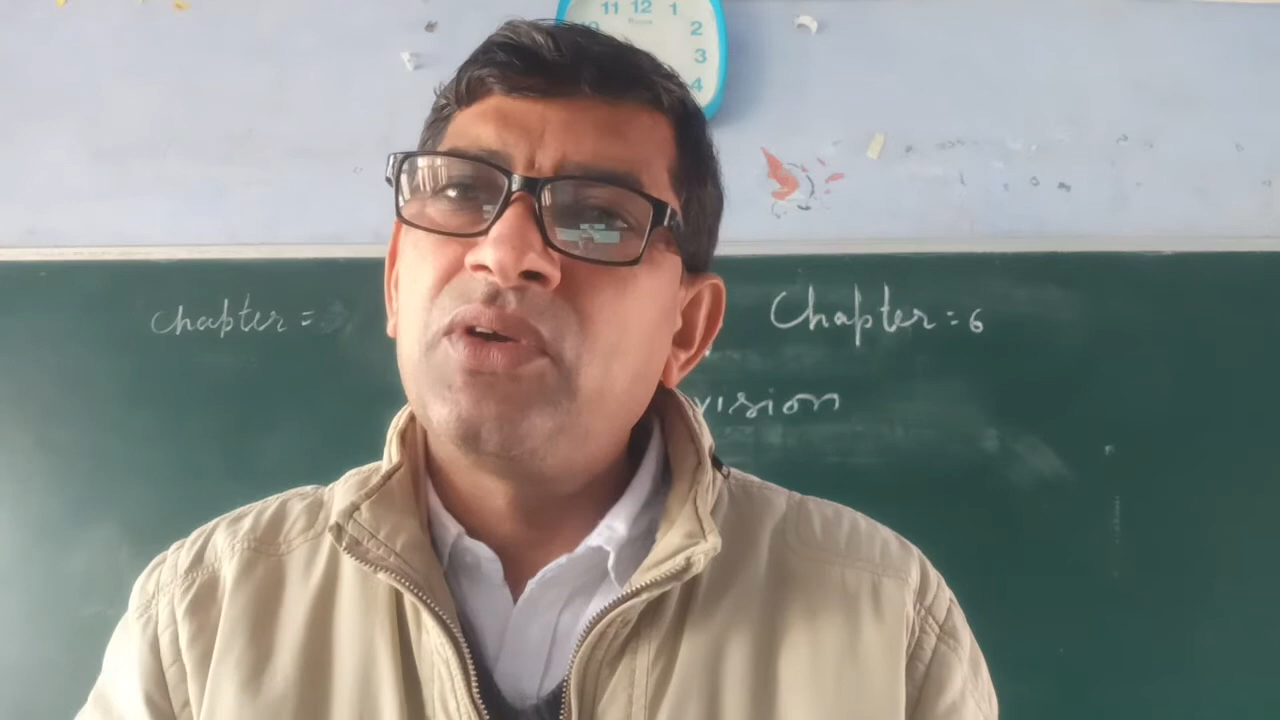 11 12 1
2
3
4
chapter =
Chapter = 6
vision